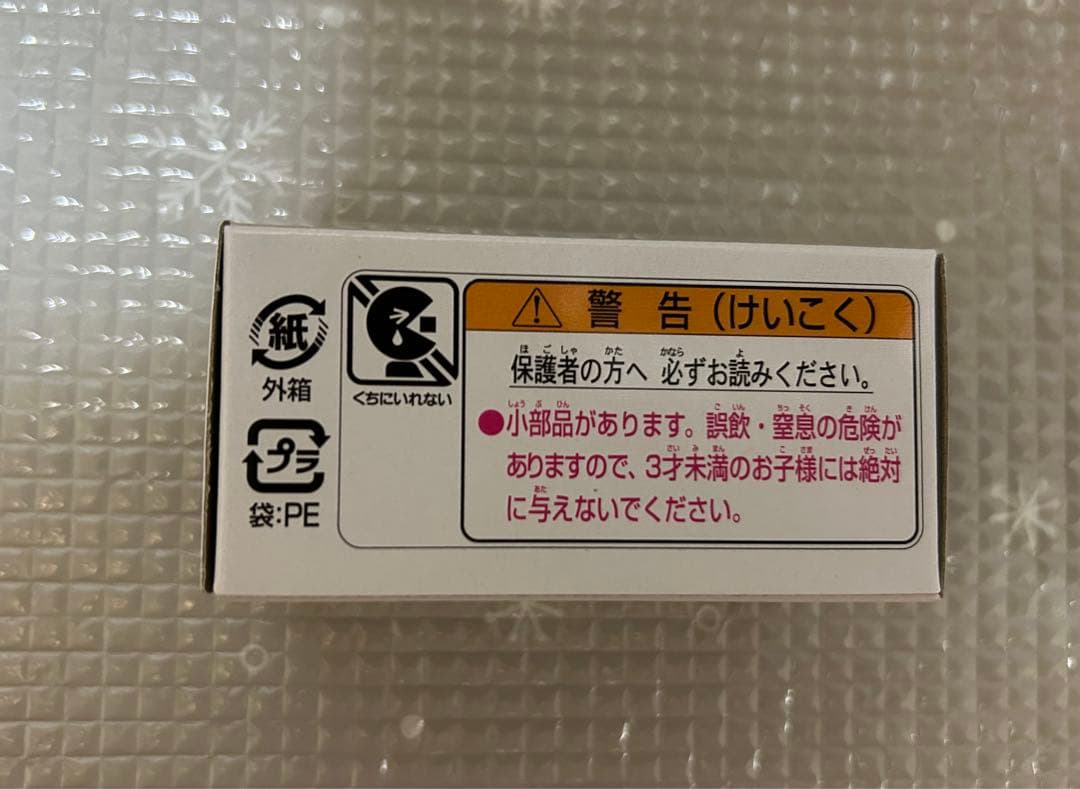 紙
外箱
プラ
袋:PE
くちにいれない
警告(けいこく)
保護者の方へ 必ずお読みください。
●小部品があります。誤飲・窒息の危険が
ありますので、3才未満のお子様には絶対
に与えないでください。